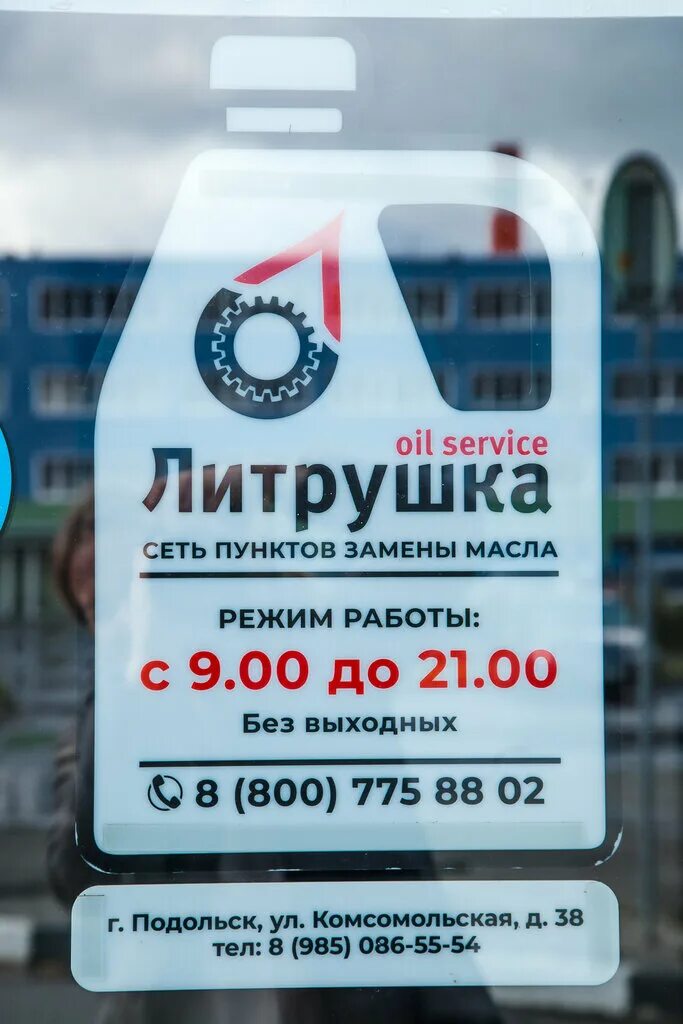 oil service
Литрушка
СЕТЬ ПУНКТОВ ЗАМЕНЫ МАСЛА
РЕЖИМ РАБОТЫ:
с 9.00 до 21.00
Без выходных
8 (800) 775 88 02
г. Подольск, ул. Комсомольская, д. 38
тел: 8 (985) 086-55-54